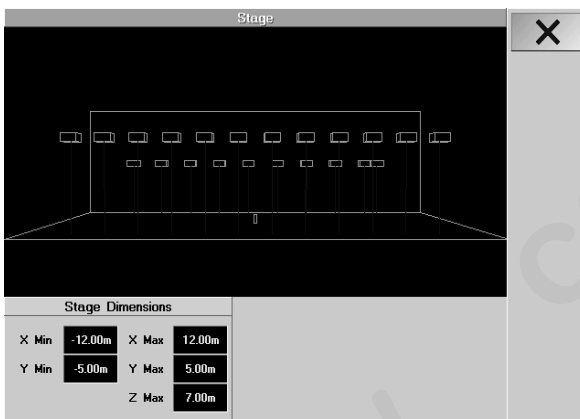 Stage
Stage Dimensions
X Min -12.00m X Max 12.00m
Y Min -5.00m Y Max 5.00m
Z Max 7.00m